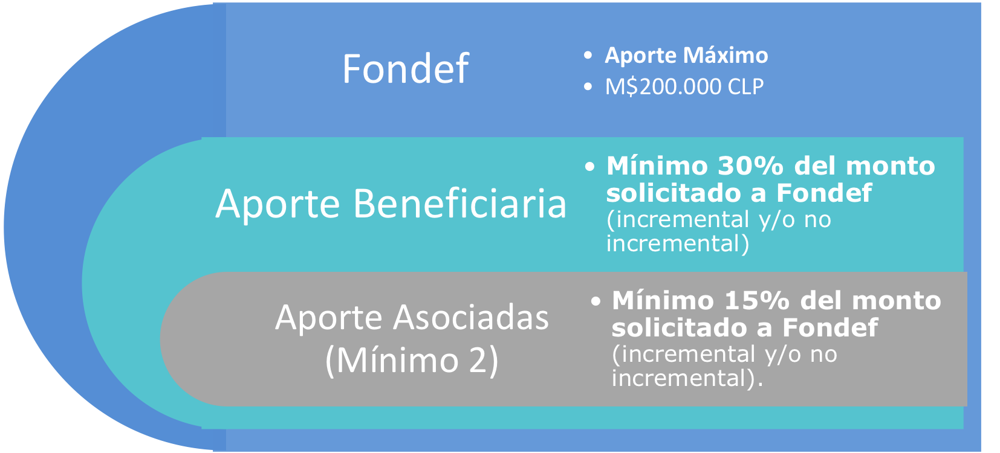 Fondef
• Aporte Máximo
• M$200.000 CLP
Aporte Beneficiaria
• Mínimo 30% del monto
solicitado a Fondef
(incremental y/o no
incremental)
Aporte Asociadas
(Mínimo 2)
• Mínimo 15% del monto
solicitado a Fondef
(incremental y/o no
incremental).